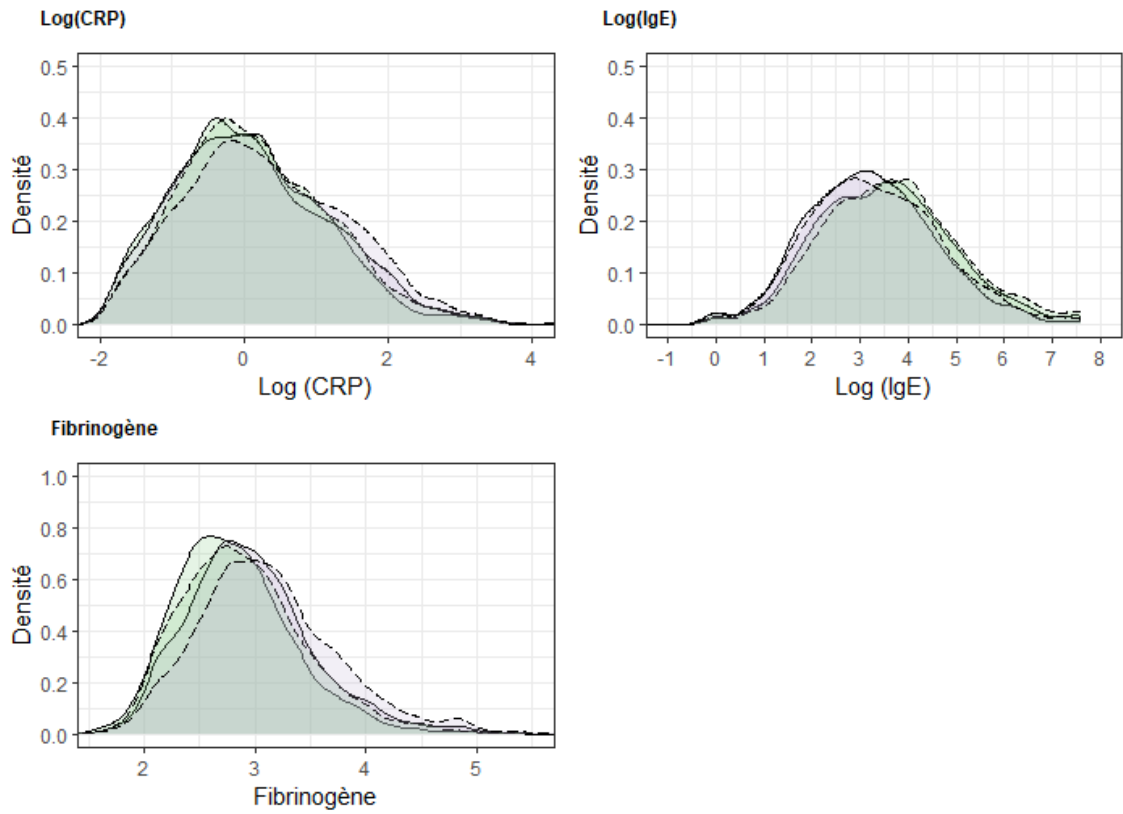 Log(CRP)
Densité
0.5
0.4
0.3
0.2
0.1
0.0
-2 0 2 4
Log (CRP)
Log(IgE)
Densité
0.5
0.4
0.3
0.2
0.1
0.0
-1 0 1 2 3 4 5 6 7 8
Log (IgE)
Fibrinogène
Densité
1.0
0.8
0.6
0.4
0.2
0.0
2 3 4 5
Fibrinogène